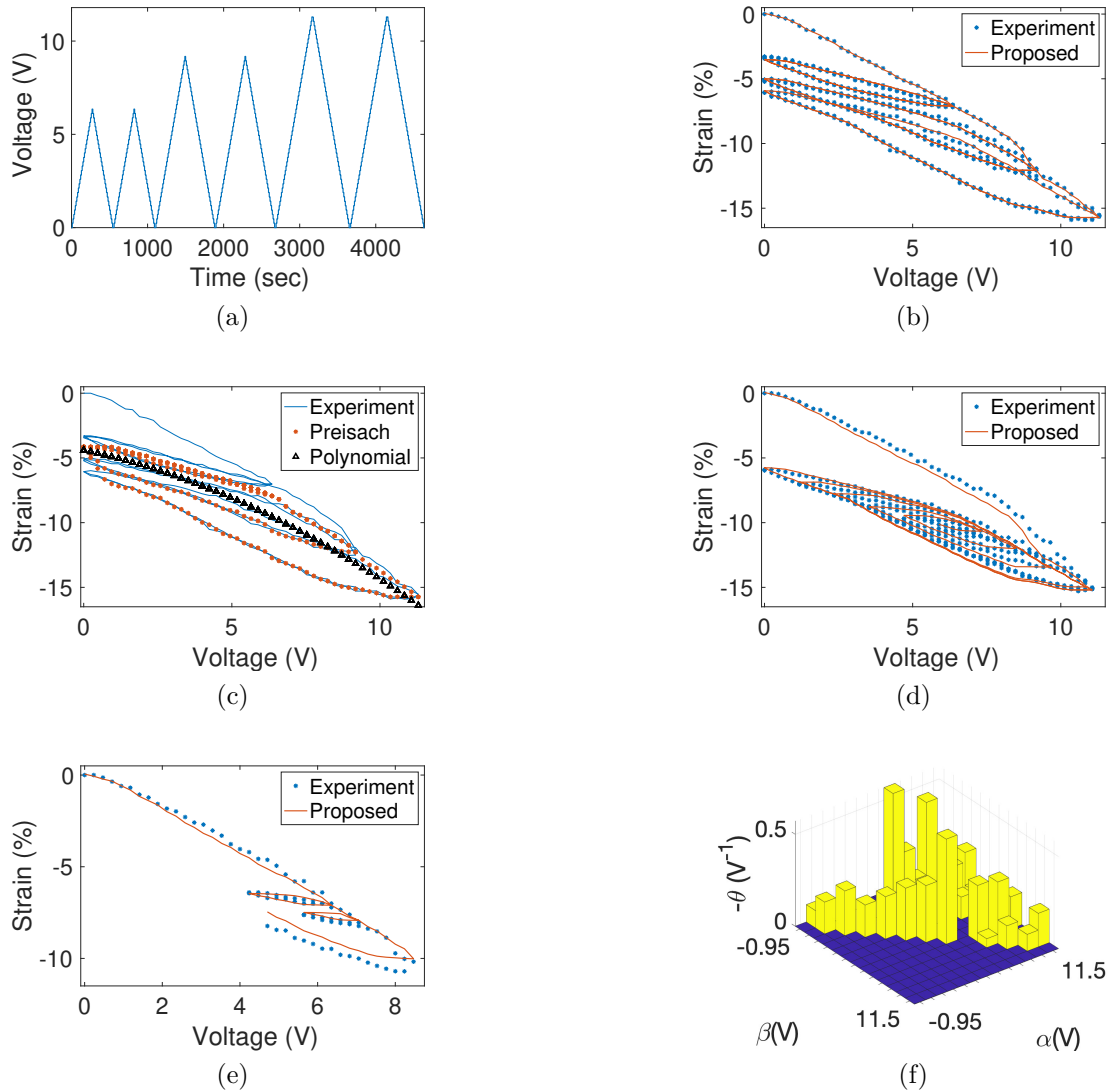 Voltage (V)
10
5
0
0 1000 2000 3000 4000
Time (sec)
(a)
Strain (%)
0
-5
-10
-15
Experiment
Proposed
0 5 10
Voltage (V)
(b)
Strain (%)
0
-5
-10
-15
Experiment
Preisach
Polynomial
0 5 10
Voltage (V)
(c)
Strain (%)
0
-5
-10
-15
Experiment
Proposed
0 5 10
Voltage (V)
(d)
Strain (%)
0
-5
-10
Experiment
Proposed
0 2 4 6 8
Voltage (V)
(e)
-θ (V⁻¹)
0.5
0
-0.95
11.5
11.5 -0.95
β(V)
α(V)
(f)